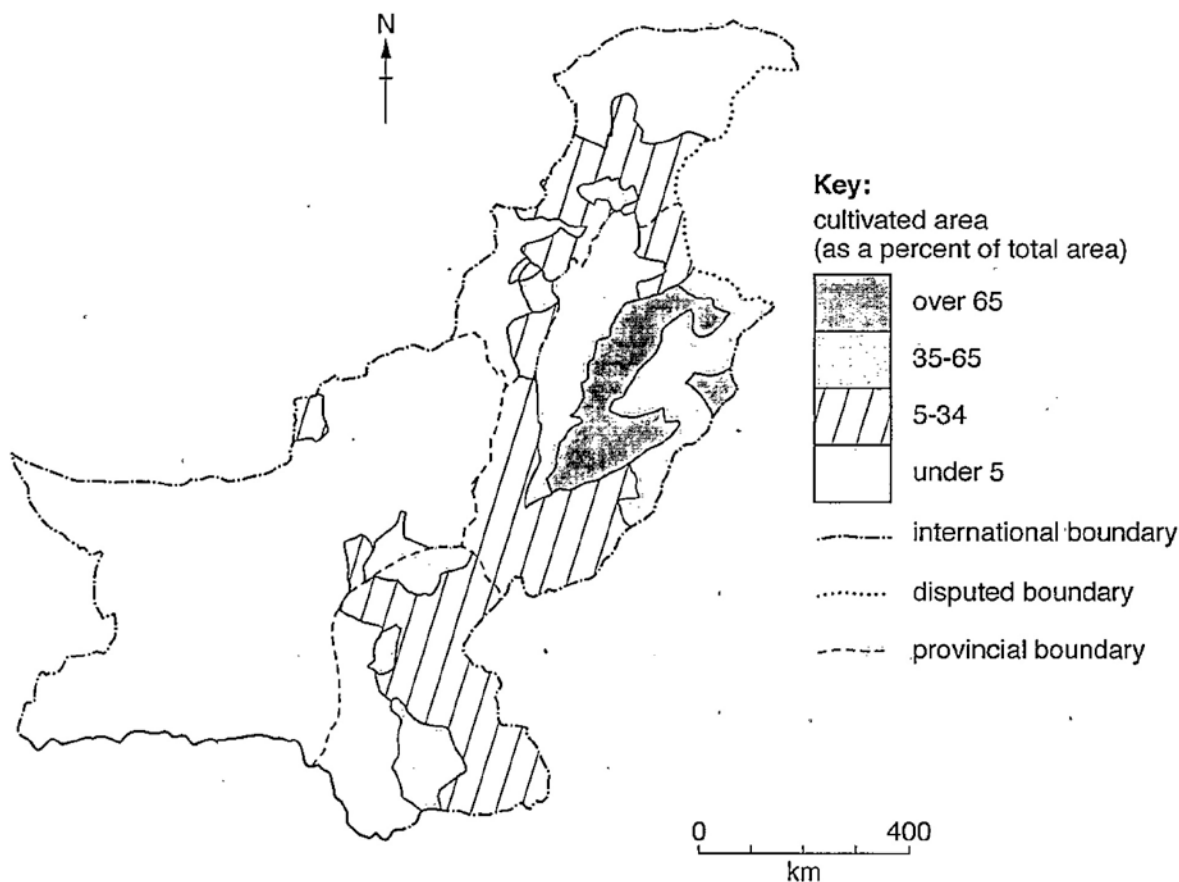 N
Key:
cultivated area
(as a percent of total area)
over 65
35-65
5-34
under 5
international boundary
disputed boundary
provincial boundary
0 400
km